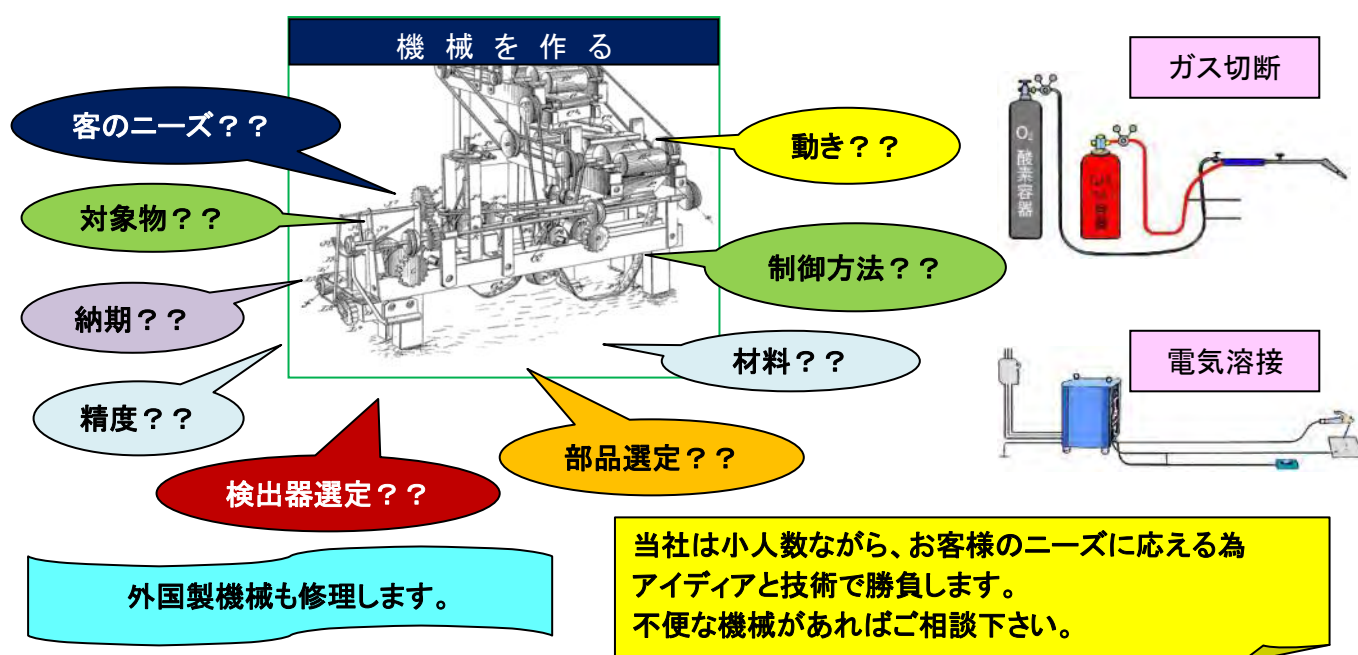 機械を作る
客のニーズ？？
対象物？？
納期？？
精度？？
検出器選定？？
動き？？
制御方法？？
材料？？
部品選定？？
ガス切断
O₂
酸素容器
電気溶接
外国製機械も修理します。
当社は小人数ながら、お客様のニーズに応える為
アイディアと技術で勝負します。
不便な機械があればご相談下さい。